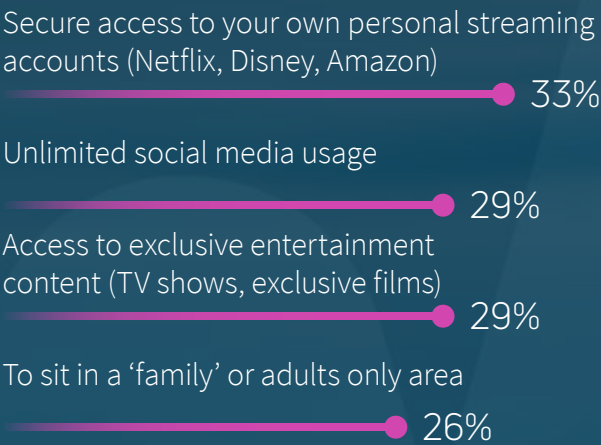 Secure access to your own personal streaming
accounts (Netflix, Disney, Amazon)
33%
Unlimited social media usage
29%
Access to exclusive entertainment
content (TV shows, exclusive films)
29%
To sit in a ‘family’ or adults only area
26%